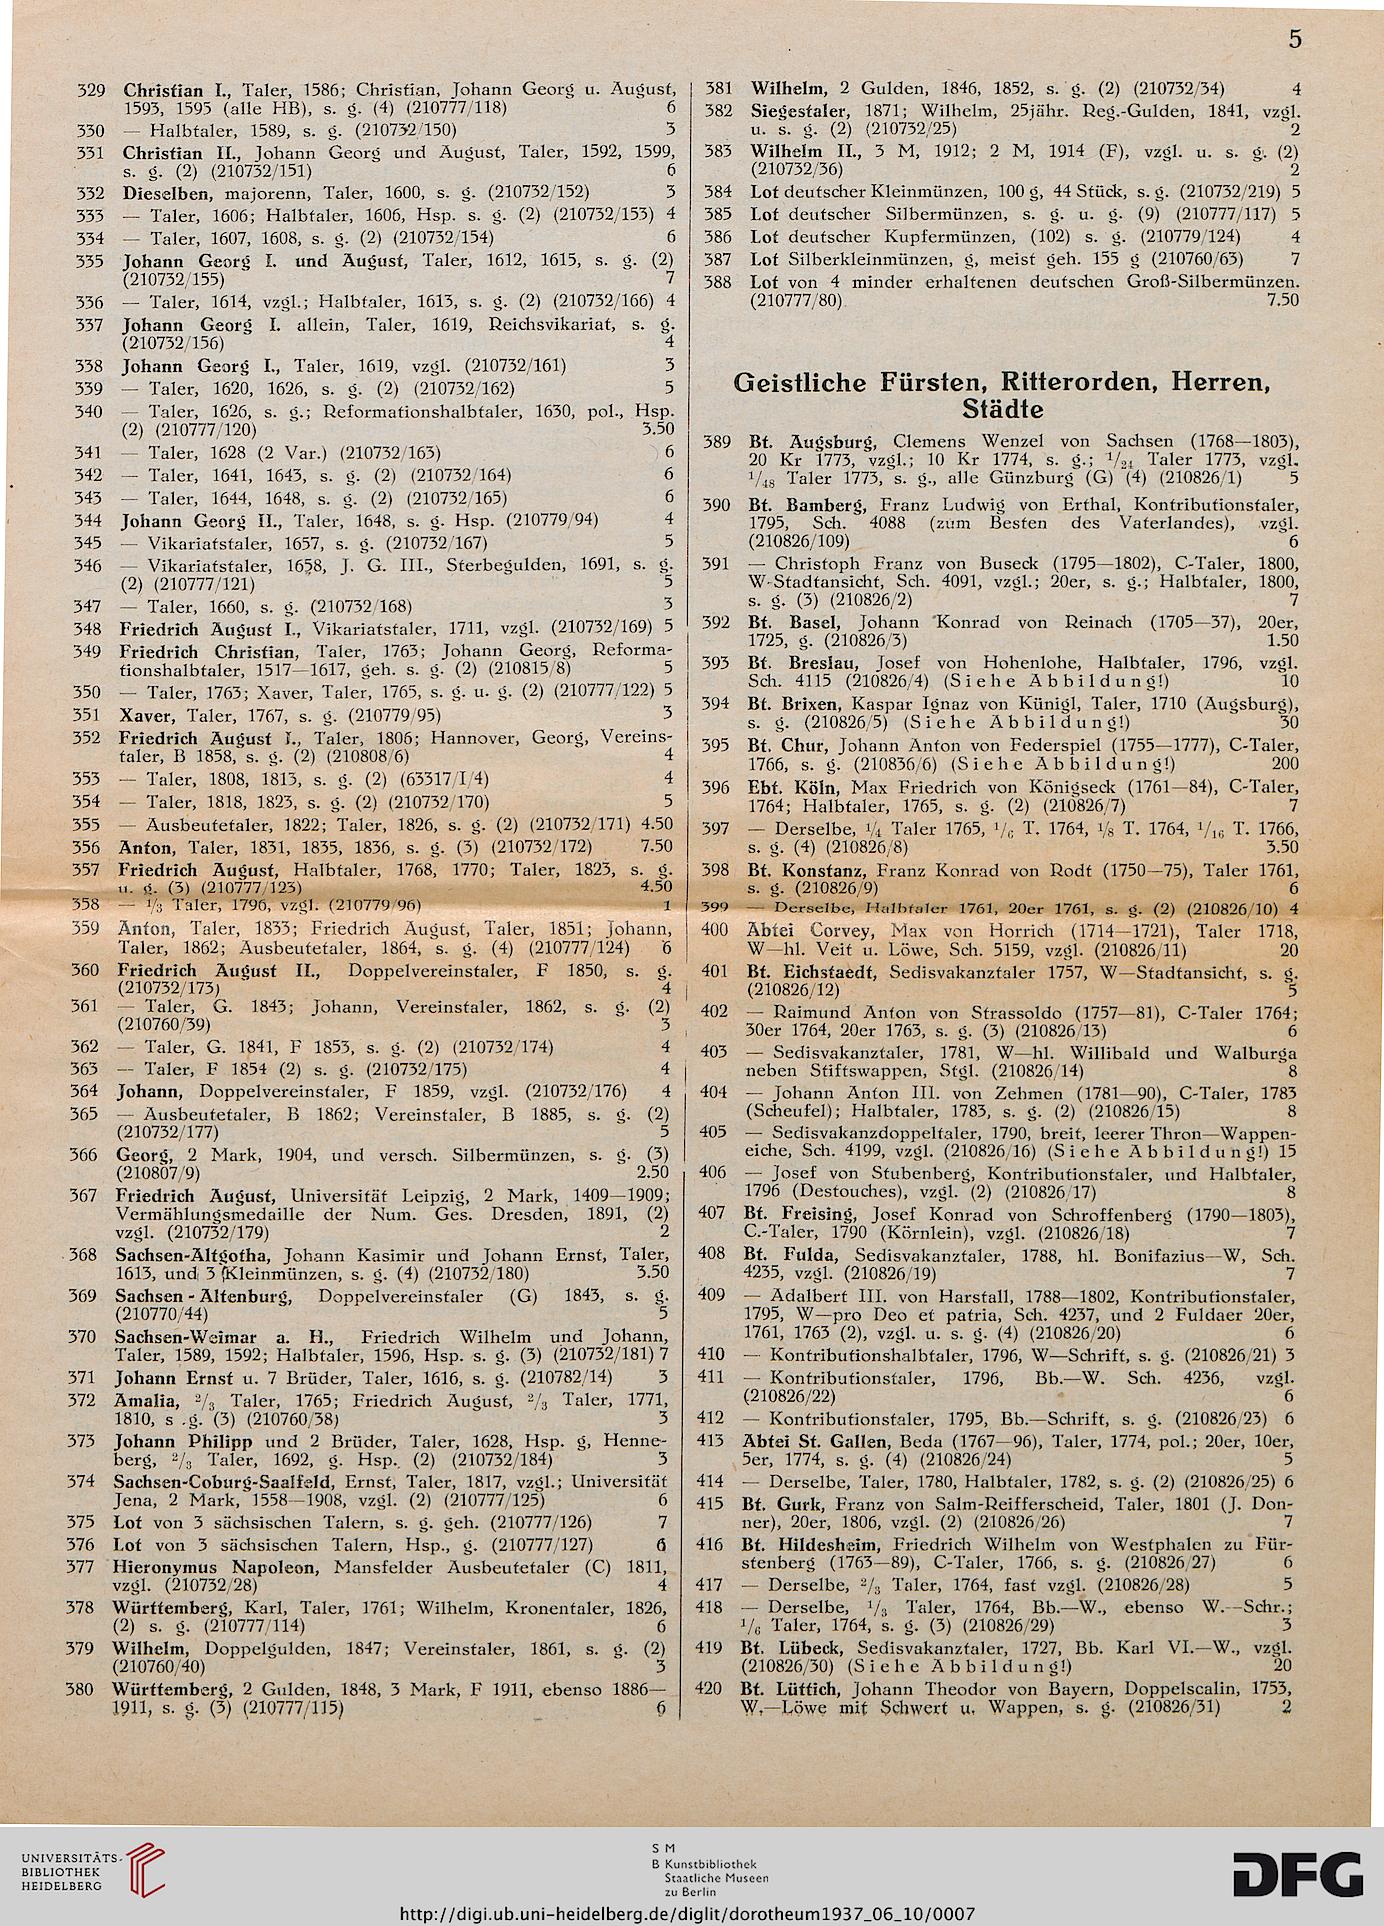 5
329 Christian I., Taler, 1586; Christian, Johann Georg u. August,
1593, 1595 (alle HB), s. g. (4) (210777/118) 6
330 — Halbtaler, 1589, s. g. (210732/150) 3
331 Christian II., Johann Georg und August, Taler, 1592, 1599,
s. g. (2) (210732/151) 6
332 Dieselben, majorenn, Taler, 1600, s. g. (210732/152) 3
333 — Taler, 1606; Halbtaler, 1606, Hsp. s. g. (2) (210732/153) 4
334 — Taler, 1607, 1608, s. g. (2) (210732/154) 6
335 Johann Georg I. und August, Taler, 1612, 1615, s. g. (2)
(210732/155) 7
336 — Taler, 1614, vzgl.; Halbtaler, 1613, s. g. (2) (210732/166) 4
337 Johann Georg I. allein, Taler, 1619, Reichsvikariat, s. g.
(210732/156) 4
338 Johann Georg I., Taler, 1619, vzgl. (210732/161) 3
339 — Taler, 1620, 1626, s. g. (2) (210732/162) 5
340 — Taler, 1626, s. g.; Reformationshalbtaler, 1630, pol., Hsp.
(2) (210777/120) 3.50
341 — Taler, 1628 (2 Var.) (210732/163) 6
342 — Taler, 1641, 1643, s. g. (2) (210732/164) 6
343 — Taler, 1644, 1648, s. g. (2) (210732/165) 6
344 Johann Georg II., Taler, 1648, s. g. Hsp. (210779/94) 4
345 — Vikariatstaler, 1657, s. g. (210732/167) 5
346 — Vikariatstaler, 1658, J. G. III., Sterbegulden, 1691, s. g.
(2) (210777/121) 5
347 — Taler, 1660, s. g. (210732/168) 3
348 Friedrich August I., Vikariatstaler, 1711, vzgl. (210732/169) 5
349 Friedrich Christian, Taler, 1763; Johann Georg, Reforma-
tionshalbtaler, 1517—1617, geh. s. g. (2) (210815/8) 5
350 — Taler, 1763; Xaver, Taler, 1765, s. g. u. g. (2) (210777/122) 5
351 Xaver, Taler, 1767, s. g. (210779/95) 3
352 Friedrich August I., Taler, 1806; Hannover, Georg, Vereins-
taler, B 1858, s. g. (2) (210808/6) 4
353 — Taler, 1808, 1813, s. g. (2) (63317/I/4) 4
354 — Taler, 1818, 1823, s. g. (2) (210732/170) 5
355 — Ausbeutetaler, 1822; Taler, 1826, s. g. (2) (210732/171) 4.50
356 Anton, Taler, 1831, 1835, 1836, s. g. (3) (210732/172) 7.50
357 Friedrich August, Halbtaler, 1768, 1770; Taler, 1823, s. g.
u. g. (3) (210777/123) 4.50
358 — 1/3 Taler, 1796, vzgl. (210779/96) 1
359 Anton, Taler, 1833; Friedrich August, Taler, 1851; Johann,
Taler, 1862; Ausbeutetaler, 1864, s. g. (4) (210777/124) 6
360 Friedrich August II., Doppelvereinstaler, F 1850, s. g.
(210732/173) 4
361 — Taler, G. 1843; Johann, Vereinstaler, 1862, s. g. (2)
(210760/39) 3
362 — Taler, G. 1841, F 1853, s. g. (2) (210732/174) 4
363 — Taler, F 1854 (2) s. g. (210732/175) 4
364 Johann, Doppelvereinstaler, F 1859, vzgl. (210732/176) 4
365 — Ausbeutetaler, B 1862; Vereinstaler, B 1885, s. g. (2)
(210732/177) 5
366 Georg, 2 Mark, 1904, und versch. Silbermünzen, s. g. (3)
(210807/9) 2.50
367 Friedrich August, Universität Leipzig, 2 Mark, 1409—1909;
Vermählungsmedaille der Num. Ges. Dresden, 1891, (2)
vzgl. (210732/179) 2
368 Sachsen-Altgotha, Johann Kasimir und Johann Ernst, Taler,
1613, und 3 Kleinmünzen, s. g. (4) (210732/180) 3.50
369 Sachsen-Altenburg, Doppelvereinstaler (G) 1843, s. g.
(210770/44) 5
370 Sachsen-Weimar a. H., Friedrich Wilhelm und Johann,
Taler, 1589, 1592; Halbtaler, 1596, Hsp. s. g. (3) (210732/181) 7
371 Johann Ernst u. 7 Brüder, Taler, 1616, s. g. (210782/14) 3
372 Amalia, 2/3 Taler, 1765; Friedrich August, 2/3 Taler, 1771,
1810, s .g. (3) (210760/38) 3
373 Johann Philipp und 2 Brüder, Taler, 1628, Hsp. g, Henne-
berg, 2/3 Taler, 1692, g. Hsp. (2) (210732/184) 3
374 Sachsen-Coburg-Saalfeld, Ernst, Taler, 1817, vzgl.; Universität
Jena, 2 Mark, 1558—1908, vzgl. (2) (210777/125) 6
375 Lot von 3 sächsischen Talern, s. g. geh. (210777/126) 7
376 Lot von 3 sächsischen Talern, Hsp., g. (210777/127) 6
377 Hieronymus Napoleon, Mansfelder Ausbeutetaler (C) 1811,
vzgl. (210732/28) 4
378 Württemberg, Karl, Taler, 1761; Wilhelm, Kronentaler, 1826,
(2) s. g. (210777/114) 6
379 Wilhelm, Doppelgulden, 1847; Vereinstaler, 1861, s. g. (2)
(210760/40) 3
380 Württemberg, 2 Gulden, 1848, 3 Mark, F 1911, ebenso 1886—
1911, s. g. (3) (210777/115) 6
381 Wilhelm, 2 Gulden, 1846, 1852, s. g. (2) (210732/34) 4
382 Siegestaler, 1871; Wilhelm, 25jähr. Reg.-Gulden, 1841, vzgl.
u. s. g. (2) (210732/25) 2
383 Wilhelm II., 3 M, 1912; 2 M, 1914 (F), vzgl. u. s. g. (2)
(210732/36) 2
384 Lot deutscher Kleinmünzen, 100 g, 44 Stück, s. g. (210732/219) 5
385 Lot deutscher Silbermünzen, s. g. u. g. (9) (210777/117) 5
386 Lot deutscher Kupfermünzen, (102) s. g. (210779/124) 4
387 Lot Silberkleinmünzen, g, meist geh. 155 g (210760/63) 7
388 Lot von 4 minder erhaltenen deutschen Groß-Silbermünzen.
(210777/80) 7.50
Geistliche Fürsten, Ritterorden, Herren,
Städte
389 Bt. Augsburg, Clemens Wenzel von Sachsen (1768—1803),
20 Kr 1773, vzgl.; 10 Kr 1774, s. g.; 1/24 Taler 1773, vzgl.
1/48 Taler 1773, s. g., alle Günzburg (G) (4) (210826/1) 5
390 Bt. Bamberg, Franz Ludwig von Erthal, Kontributionstaler,
1795, Sch. 4088 (zum Besten des Vaterlandes), vzgl.
(210826/109) 6
391 — Christoph Franz von Buseck (1795—1802), C-Taler, 1800,
W-Stadtansicht, Sch. 4091, vzgl.; 20er, s. g.; Halbtaler, 1800,
s. g. (3) (210826/2) 7
392 Bt. Basel, Johann Konrad von Reinach (1705—37), 20er,
1725, g. (210826/3) 1.50
393 Bt. Breslau, Josef von Hohenlohe, Halbtaler, 1796, vzgl.
Sch. 4115 (210826/4) (Siehe Abbildung!) 10
394 Bt. Brixen, Kaspar Ignaz von Künigl, Taler, 1710 (Augsburg),
s. g. (210826/5) (Siehe Abbildung!) 30
395 Bt. Chur, Johann Anton von Federspiel (1755—1777), C-Taler,
1766, s. g. (210836/6) (Siehe Abbildung!) 200
396 Ebt. Köln, Max Friedrich von Königseck (1761—84), C-Taler,
1764; Halbtaler, 1765, s. g. (2) (210826/7) 7
397 — Derselbe, 1/4 Taler 1765, 1/6 T. 1764, 1/8 T. 1764, 1/16 T. 1766,
s. g. (4) (210826/8) 3.50
398 Bt. Konstanz, Franz Konrad von Rodt (1750—75), Taler 1761,
s. g. (210826/9) 6
399 — Derselbe, Halbtaler 1761, 20er 1761, s. g. (2) (210826/10) 4
400 Abtei Corvey, Max von Horrich (1714—1721), Taler 1718,
W—hl. Veit u. Löwe, Sch. 5159, vzgl. (210826/11) 20
401 Bt. Eichstaedt, Sedisvakanztaler 1757, W—Stadtansicht, s. g.
(210826/12) 5
402 — Raimund Anton von Strassoldo (1757—81), C-Taler 1764;
30er 1764, 20er 1763, s. g. (3) (210826/13) 6
403 — Sedisvakanztaler, 1781, W—hl. Willibald und Walburga
neben Stiftswappen, Stgl. (210826/14) 8
404 — Johann Anton III. von Zehmen (1781—90), C-Taler, 1783
(Scheufel); Halbtaler, 1783, s. g. (2) (210826/15) 8
405 — Sedisvakanzdoppeltaler, 1790, breit, leerer Thron—Wappen-
eiche, Sch. 4199, vzgl. (210826/16) (Siehe Abbildung!) 15
406 — Josef von Stubenberg, Kontributionstaler, und Halbtaler,
1796 (Destouches), vzgl. (2) (210826/17) 8
407 Bt. Freising, Josef Konrad von Schroffenberg (1790—1803),
C.-Taler, 1790 (Körnlein), vzgl. (210826/18) 7
408 Bt. Fulda, Sedisvakanztaler, 1788, hl. Bonifazius—W, Sch.
4235, vzgl. (210826/19) 7
409 — Adalbert III. von Harstall, 1788—1802, Kontributionstaler,
1795, W—pro Deo et patria, Sch. 4237, und 2 Fuldaer 20er,
1761, 1763 (2), vzgl. u. s. g. (4) (210826/20) 6
410 — Kontributionshalbtaler, 1796, W—Schrift, s. g. (210826/21) 3
411 — Kontributionstaler, 1796, Bb.—W. Sch. 4236, vzgl.
(210826/22) 6
412 — Kontributionstaler, 1795, Bb.—Schrift, s. g. (210826/23) 6
413 Abtei St. Gallen, Beda (1767—96), Taler, 1774, pol.; 20er, 10er,
5er, 1774, s. g. (4) (210826/24) 5
414 — Derselbe, Taler, 1780, Halbtaler, 1782, s. g. (2) (210826/25) 6
415 Bt. Gurk, Franz von Salm-Reifferscheid, Taler, 1801 (J. Don-
ner), 20er, 1806, vzgl. (2) (210826/26) 7
416 Bt. Hildesheim, Friedrich Wilhelm von Westphalen zu Für-
stenberg (1763—89), C-Taler, 1766, s. g. (210826/27) 6
417 — Derselbe, 2/3 Taler, 1764, fast vzgl. (210826/28) 5
418 — Derselbe, 1/3 Taler, 1764, Bb.—W., ebenso W.—Schr.;
1/6 Taler, 1764, s. g. (3) (210826/29) 3
419 Bt. Lübeck, Sedisvakanztaler, 1727, Bb. Karl VI.—W., vzgl.
(210826/30) (Siehe Abbildung!) 20
420 Bt. Lüttich, Johann Theodor von Bayern, Doppelscalin, 1753,
W.—Löwe mit Schwert u. Wappen, s. g. (210826/31) 2
UNIVERSITÄTS-
BIBLIOTHEK
HEIDELBERG
S M
B Kunstbibliothek
Staatliche Museen
zu Berlin
DFG
http://digi.ub.uni-heidelberg.de/diglit/dorotheum1937_06_10/0007